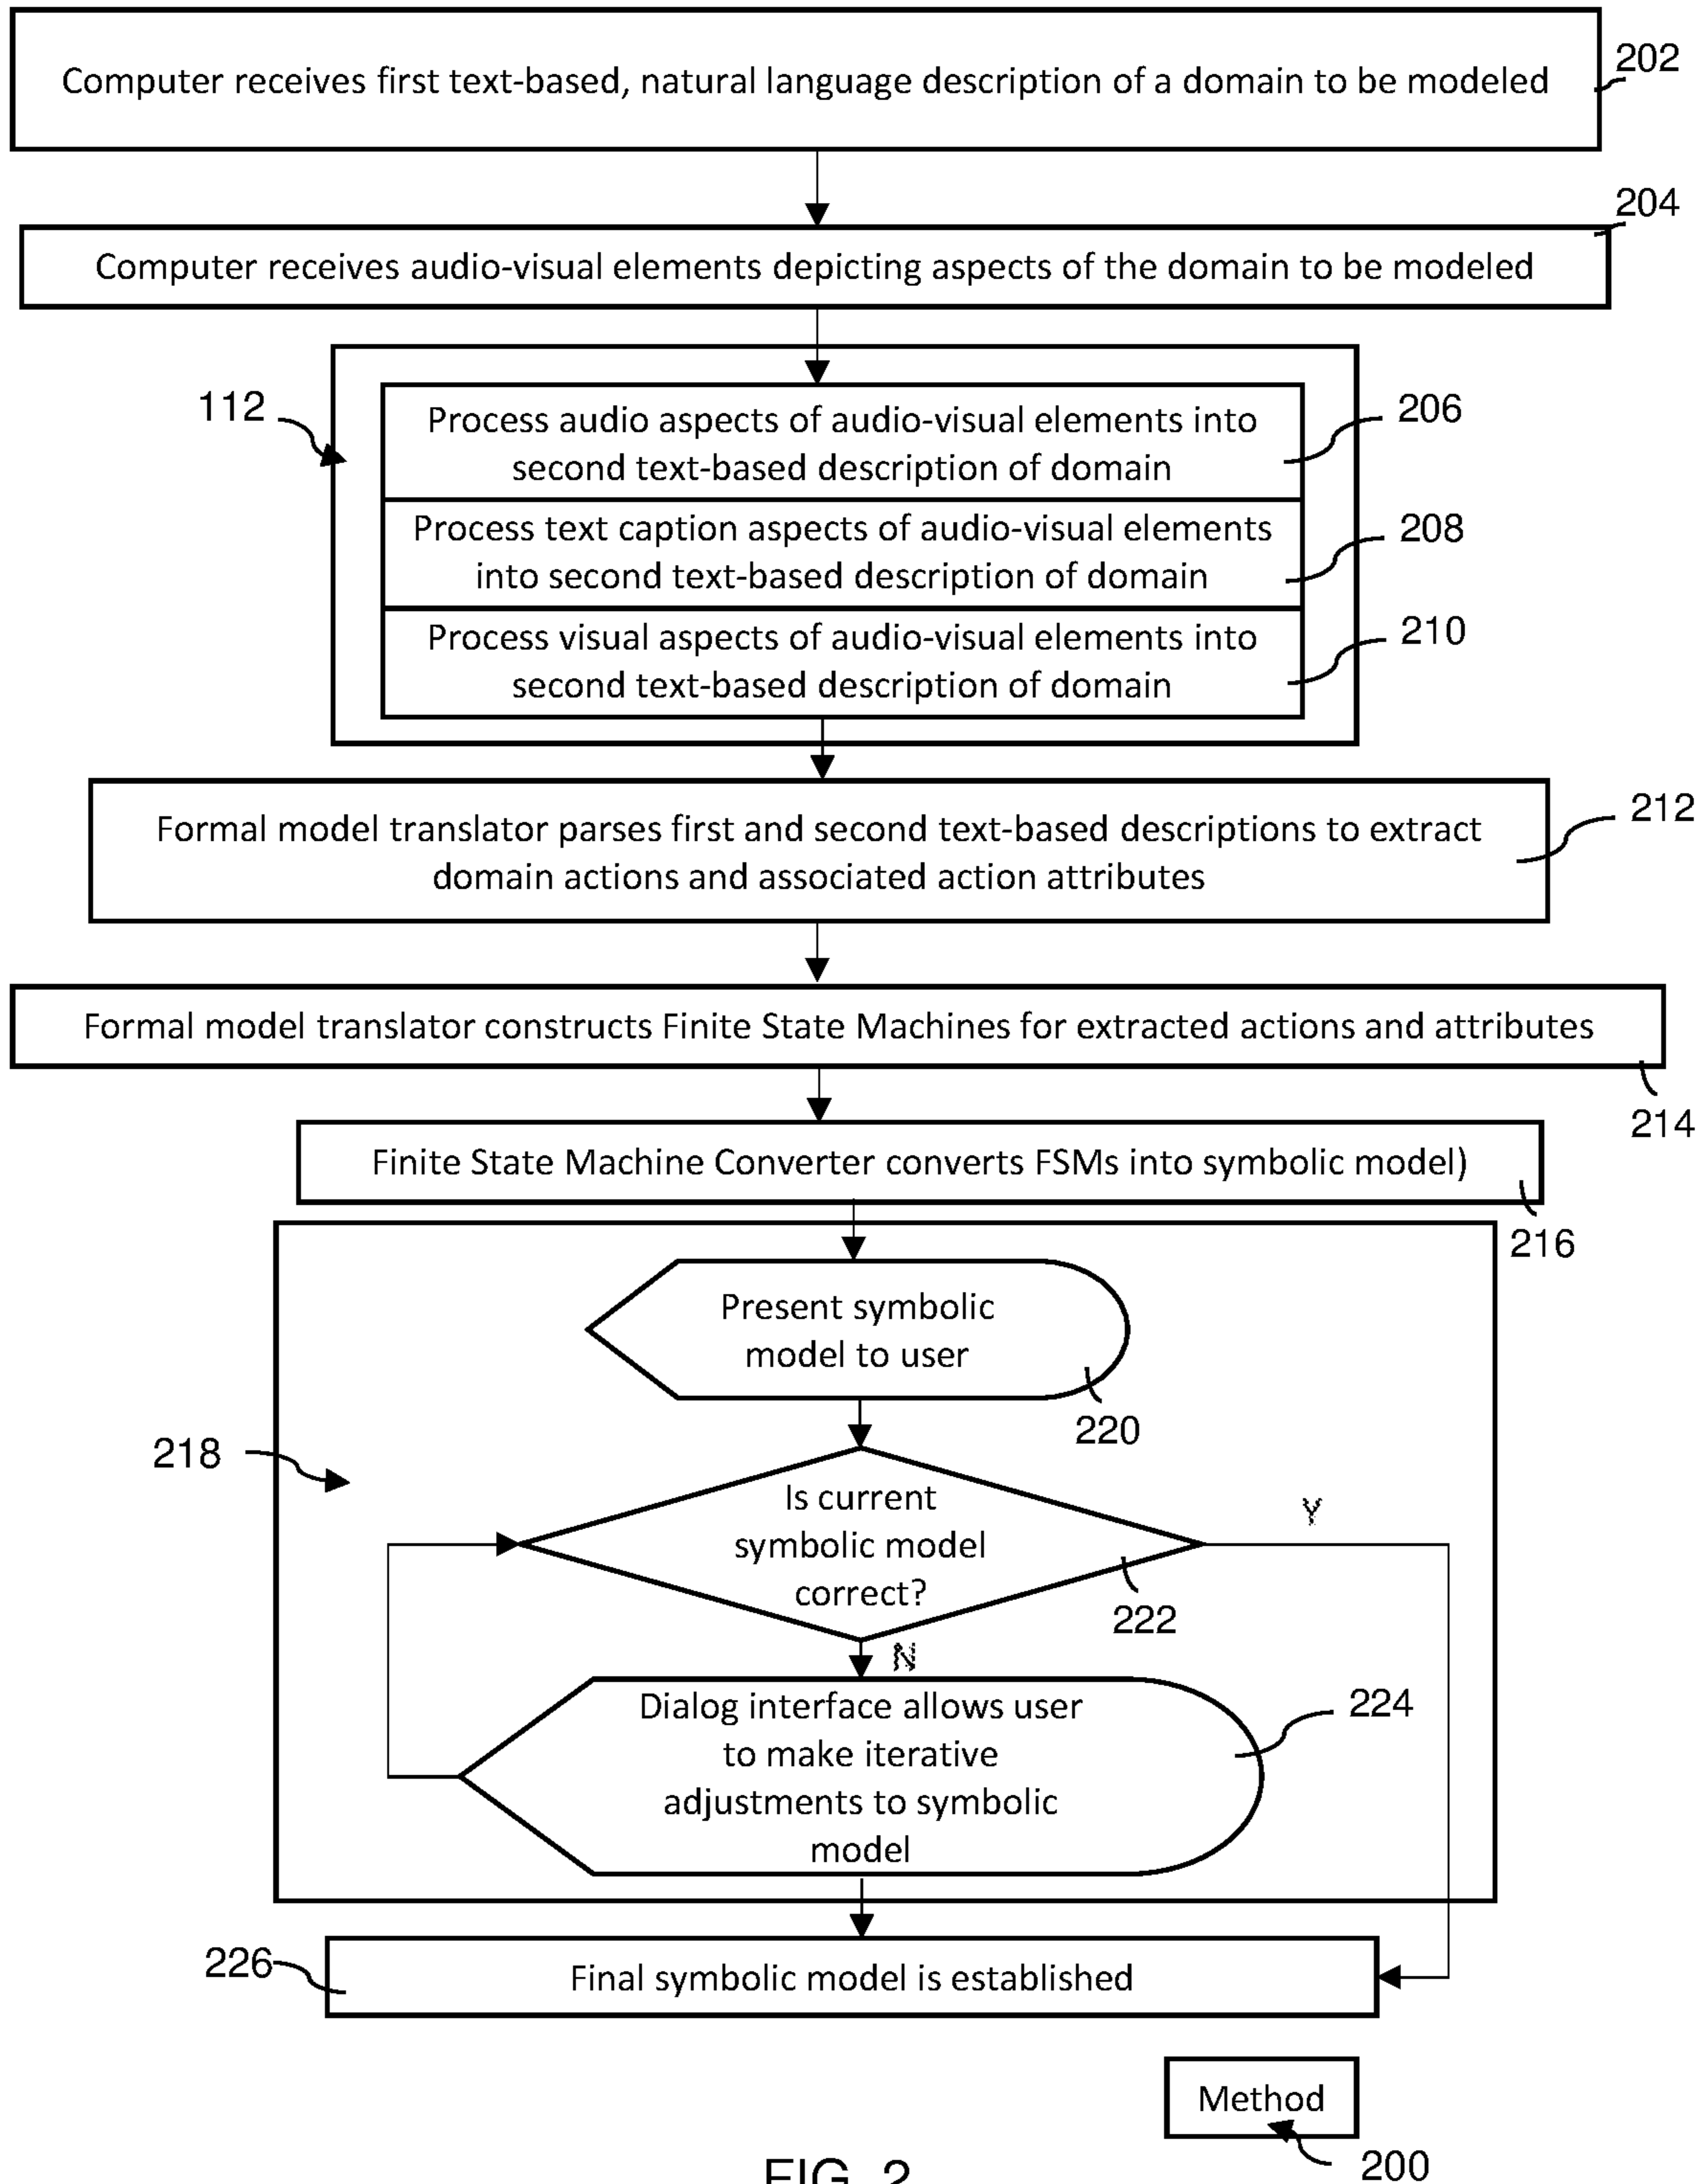 Computer receives first text-based, natural language description of a domain to be modeled
202
204
Computer receives audio-visual elements depicting aspects of the domain to be modeled
112
Process audio aspects of audio-visual elements into
second text-based description of domain
206
Process text caption aspects of audio-visual elements
into second text-based description of domain
208
Process visual aspects of audio-visual elements into
second text-based description of domain
210
Formal model translator parses first and second text-based descriptions to extract
domain actions and associated action attributes
212
Formal model translator constructs Finite State Machines for extracted actions and attributes
214
Finite State Machine Converter converts FSMs into symbolic model)
216
Present symbolic
model to user
220
218
Is current
symbolic model
correct?
Y
222
N
Dialog interface allows user
to make iterative
adjustments to symbolic
model
224
226
Final symbolic model is established
Method
200
FIG. 2